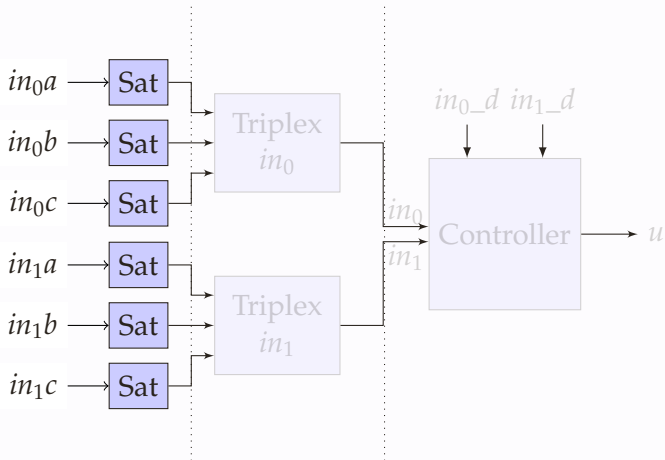 in₀a Sat
in₀b Sat
in₀c Sat
in₁a Sat
in₁b Sat
in₁c Sat
Triplex
in₀
Triplex
in₁
in₀_d in₁_d
in₀
in₁
Controller
u